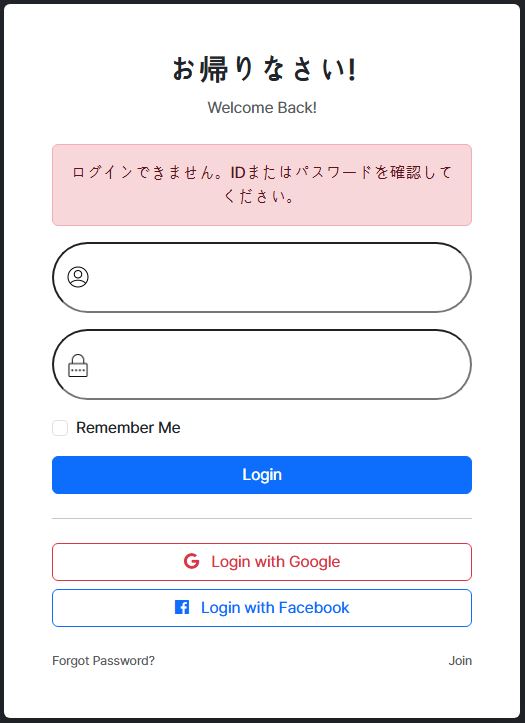 お帰りなさい!
Welcome Back!
ログインできません。IDまたはパスワードを確認して
ください。
Remember Me
Login
Login with Google
Login with Facebook
Forgot Password? Join